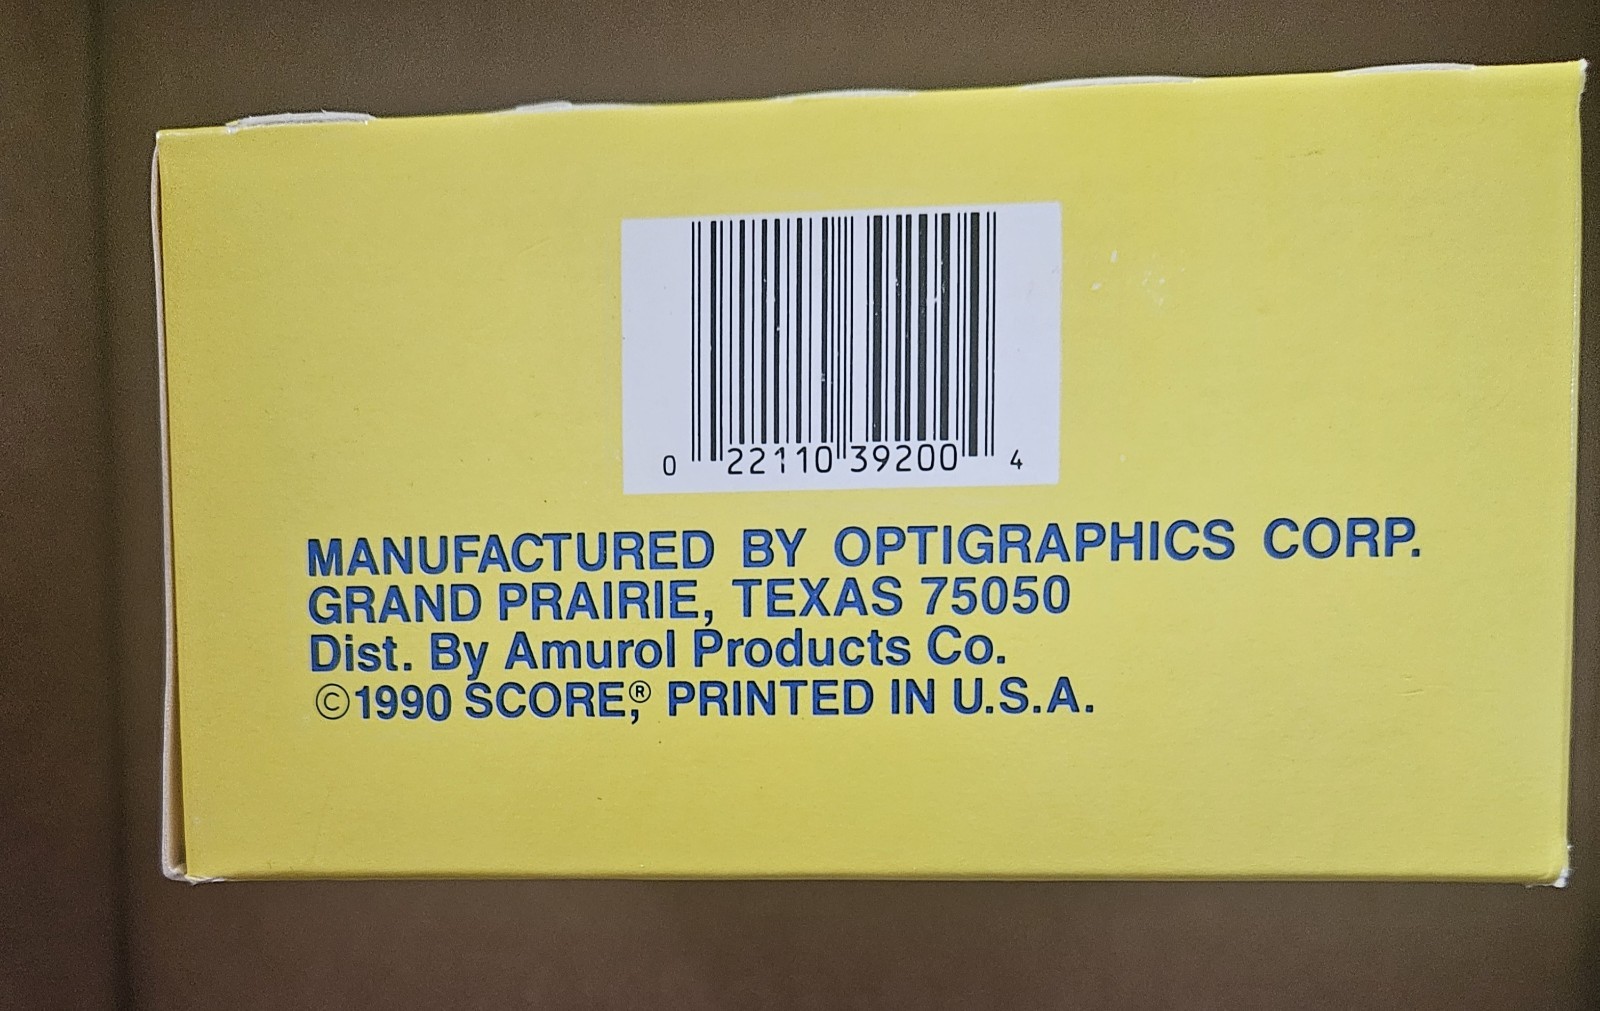 0 22110 39200 4
MANUFACTURED BY OPTIGRAPHICS CORP.
GRAND PRAIRIE, TEXAS 75050
Dist. By Amurol Products Co.
©1990 SCORE,® PRINTED IN U.S.A.